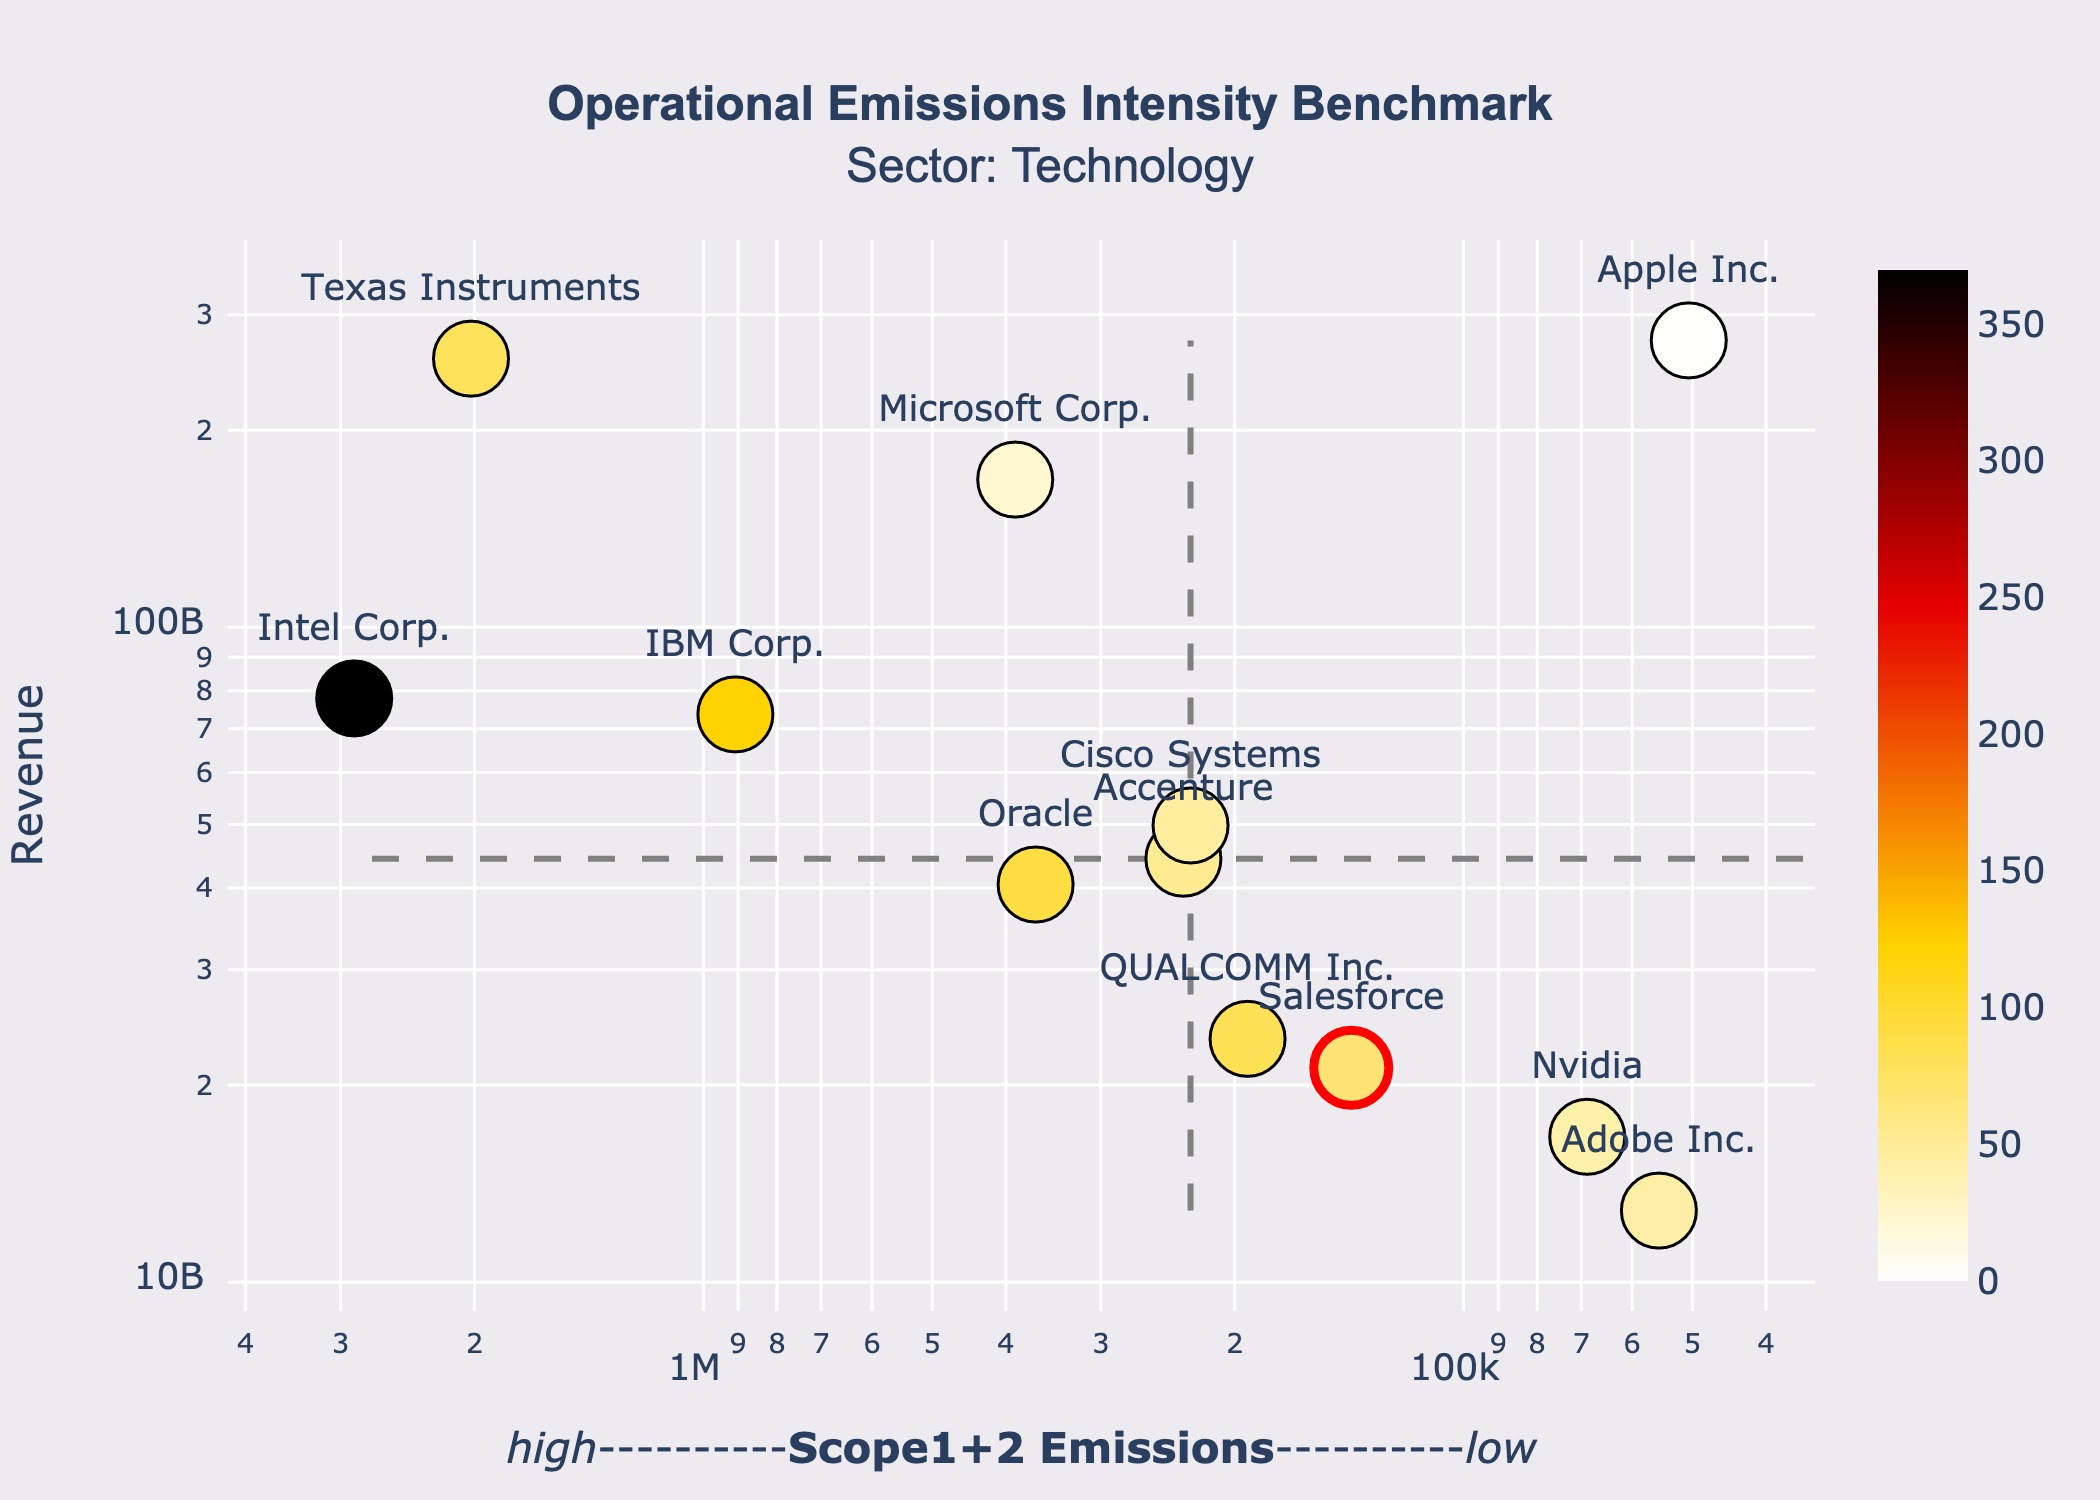 Operational Emissions Intensity Benchmark
Sector: Technology
Apple Inc.
Texas Instruments
3
350
Microsoft Corp.
2
300
250
100B
Intel Corp.
IBM Corp.
9
8
7
200
Cisco Systems
6
Accenture
Oracle
5
150
Revenue
4
QUALCOMM Inc.
3
Salesforce
100
Nvidia
2
Adobe Inc.
50
10B
0
4 3 2 9 8 7 6 5 4 3 2 9 8 7 6 5 4
1M 100k
high----------Scope1+2 Emissions----------low